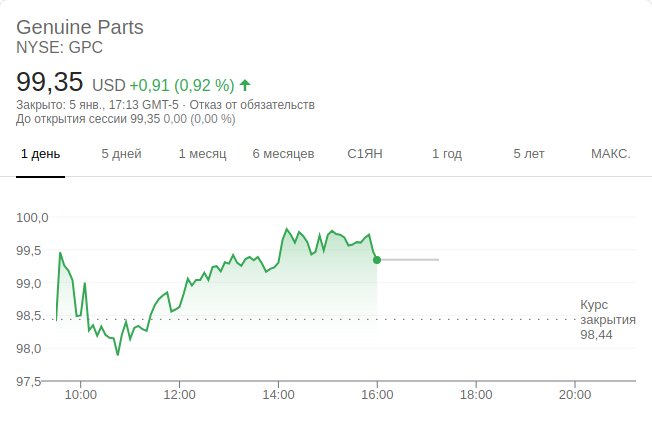 Genuine Parts
NYSE: GPC
99,35 USD +0,91 (0,92 %)
Закрыто: 5 янв., 17:13 GMT-5 · Отказ от обязательств
До открытия сессии 99,35 0,00 (0,00 %)
1 день 5 дней 1 месяц 6 месяцев С1ЯН 1 год 5 лет МАКС.
100,0
99,5
99,0
98,5
98,0
97,5
Курс
закрытия
98,44
10:00 12:00 14:00 16:00 18:00 20:00